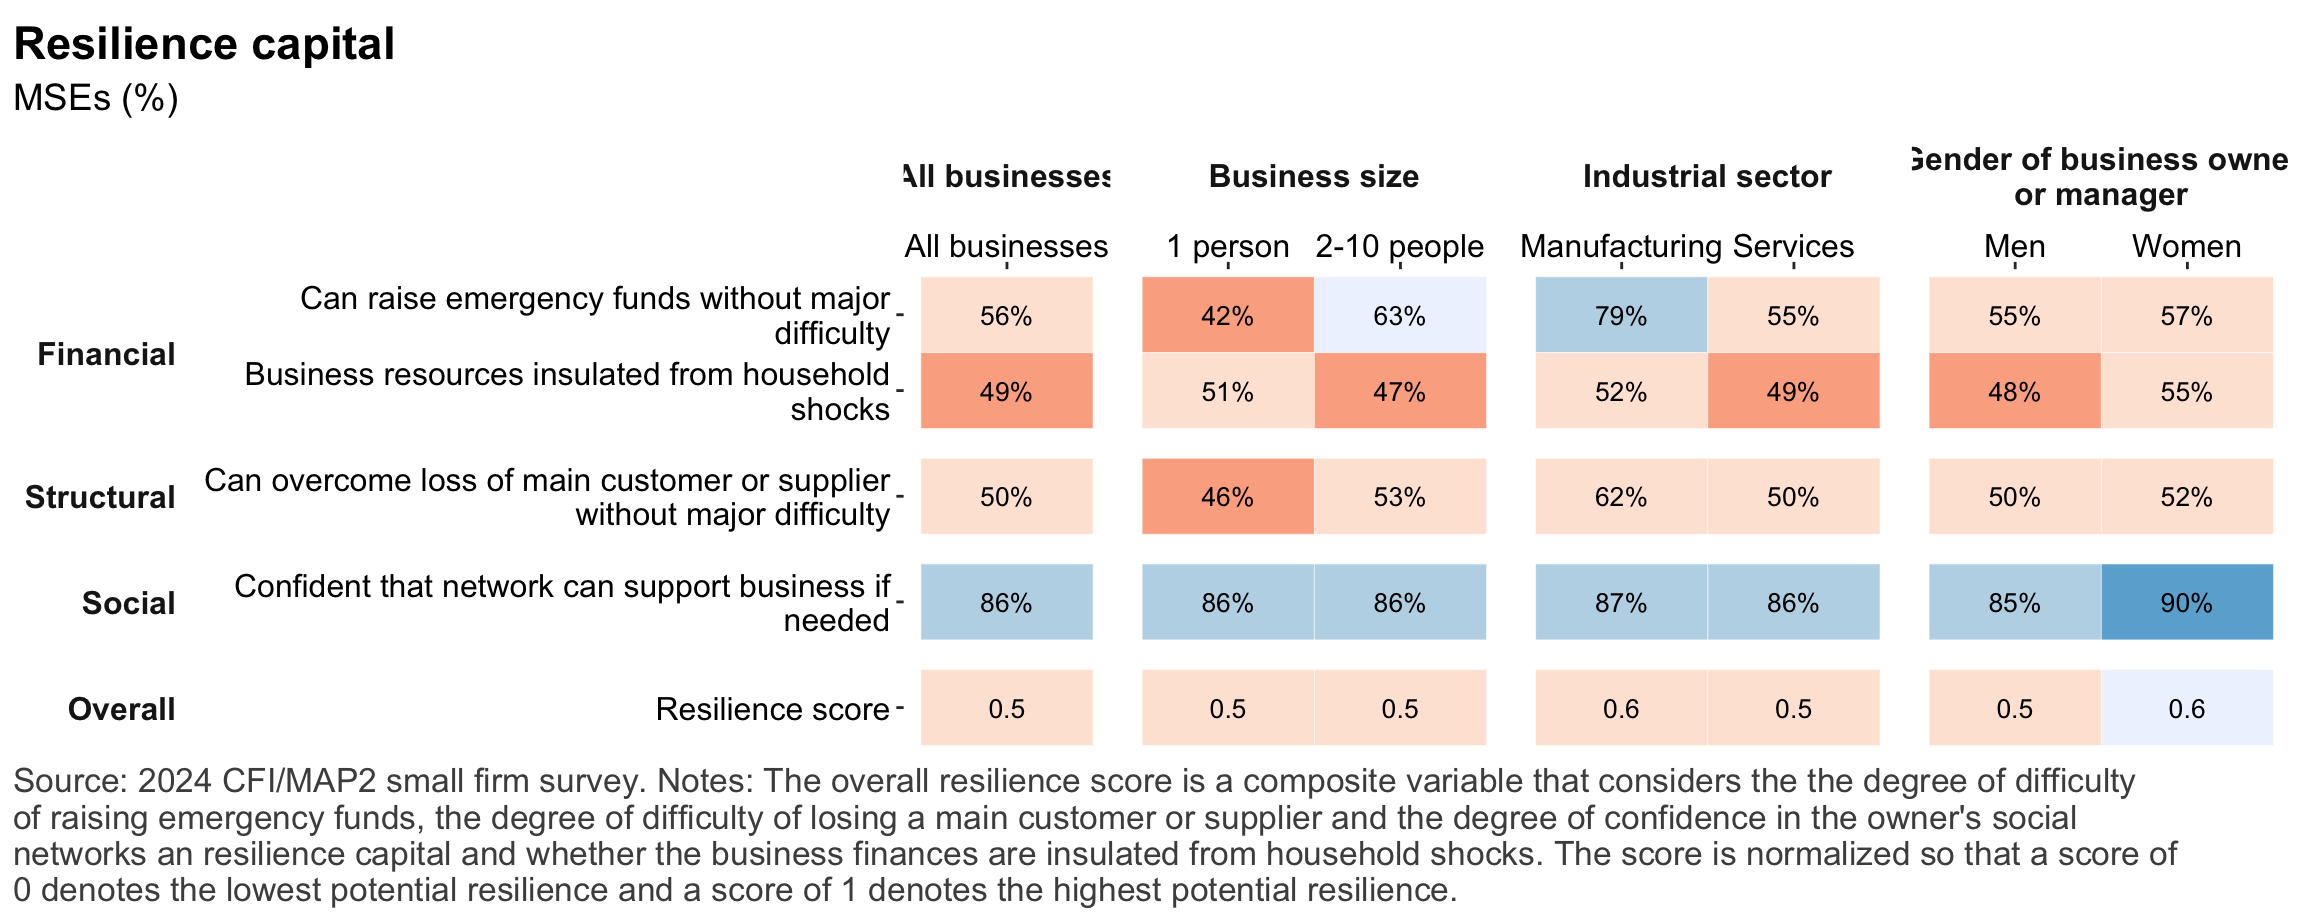 Resilience capital
MSEs (%)
All businesses Business size Industrial sector Gender of business owne
or manager
All businesses 1 person 2-10 people Manufacturing Services Men Women
Can raise emergency funds without major
difficulty
56% 42% 63% 79% 55% 55% 57%
Financial
Business resources insulated from household
shocks
49% 51% 47% 52% 49% 48% 55%
Structural
Can overcome loss of main customer or supplier
without major difficulty
50% 46% 53% 62% 50% 50% 52%
Social
Confident that network can support business if
needed
86% 86% 86% 87% 86% 85% 90%
Overall
Resilience score
0.5 0.5 0.5 0.6 0.5 0.5 0.6
Source: 2024 CFI/MAP2 small firm survey. Notes: The overall resilience score is a composite variable that considers the the degree of difficulty
of raising emergency funds, the degree of difficulty of losing a main customer or supplier and the degree of confidence in the owner's social
networks an resilience capital and whether the business finances are insulated from household shocks. The score is normalized so that a score of
0 denotes the lowest potential resilience and a score of 1 denotes the highest potential resilience.